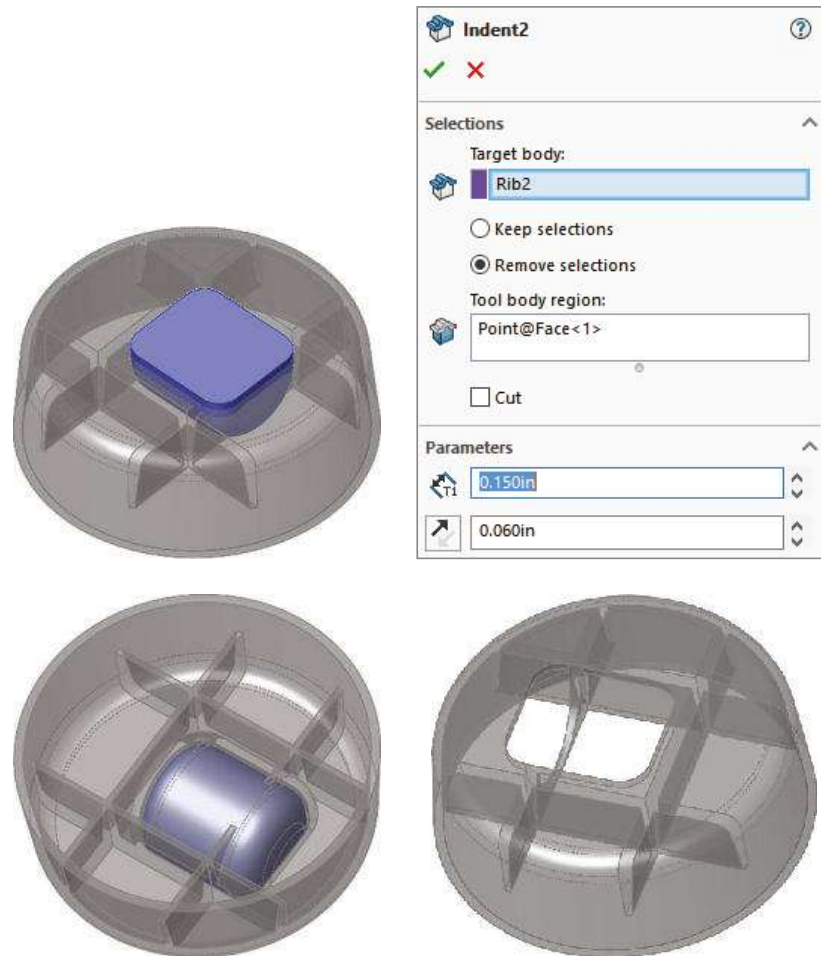 Indent2
Selections
Target body:
Rib2
Keep selections
Remove selections
Tool body region:
Point@Face<1>
Cut
Parameters
T1
0.150in
0.060in